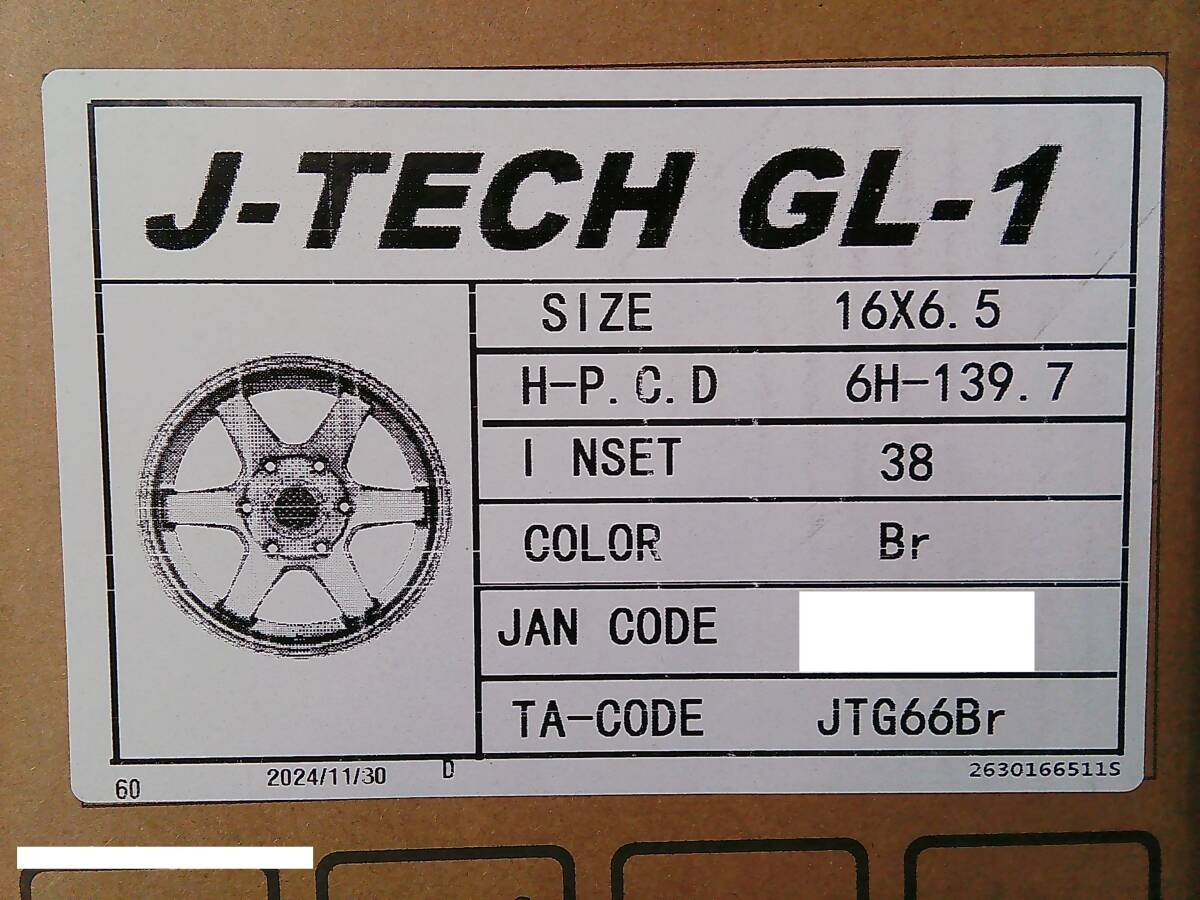 J-TECH GL-1
SIZE 16X6.5
H-P.C.D 6H-139.7
INSET 38
COLOR Br
JAN CODE
TA-CODE JTG66Br
60 2024/11/30 D 2630166511S